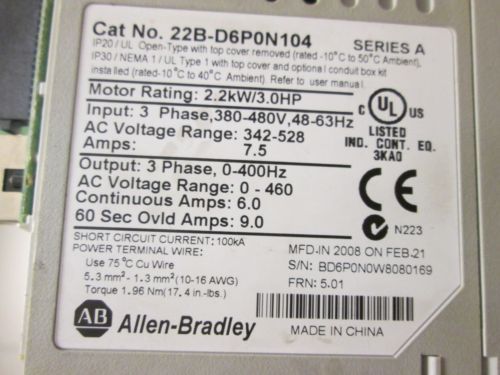 Cat No. 22B-D6P0N104 SERIES A
IP20 / UL Open-Type with top cover removed (rated -10°C to 50°C Ambient),
IP30 / NEMA 1 / UL Type 1 with top cover and optional conduit box kit
installed (rated -10°C to 40°C Ambient). Refer to user manual.
Motor Rating: 2.2kW/3.0HP
Input: 3 Phase,380-480V,48-63Hz
AC Voltage Range: 342-528
Amps: 7.5
Output: 3 Phase, 0-400Hz
AC Voltage Range: 0 - 460
Continuous Amps: 6.0
60 Sec Ovld Amps: 9.0
C UL US
LISTED
IND. CONT. EQ.
3KA0
CE
N223
SHORT CIRCUIT CURRENT: 100kA
POWER TERMINAL WIRE:
Use 75°C Cu Wire
5.3 mm² - 1.3 mm² (10-16 AWG)
Torque 1.96 Nm(17.4 in.-lbs.)
MFD-IN 2008 ON FEB-21
S/N: BD6P0N0W8080169
FRN: 5.01
AB Allen-Bradley
MADE IN CHINA